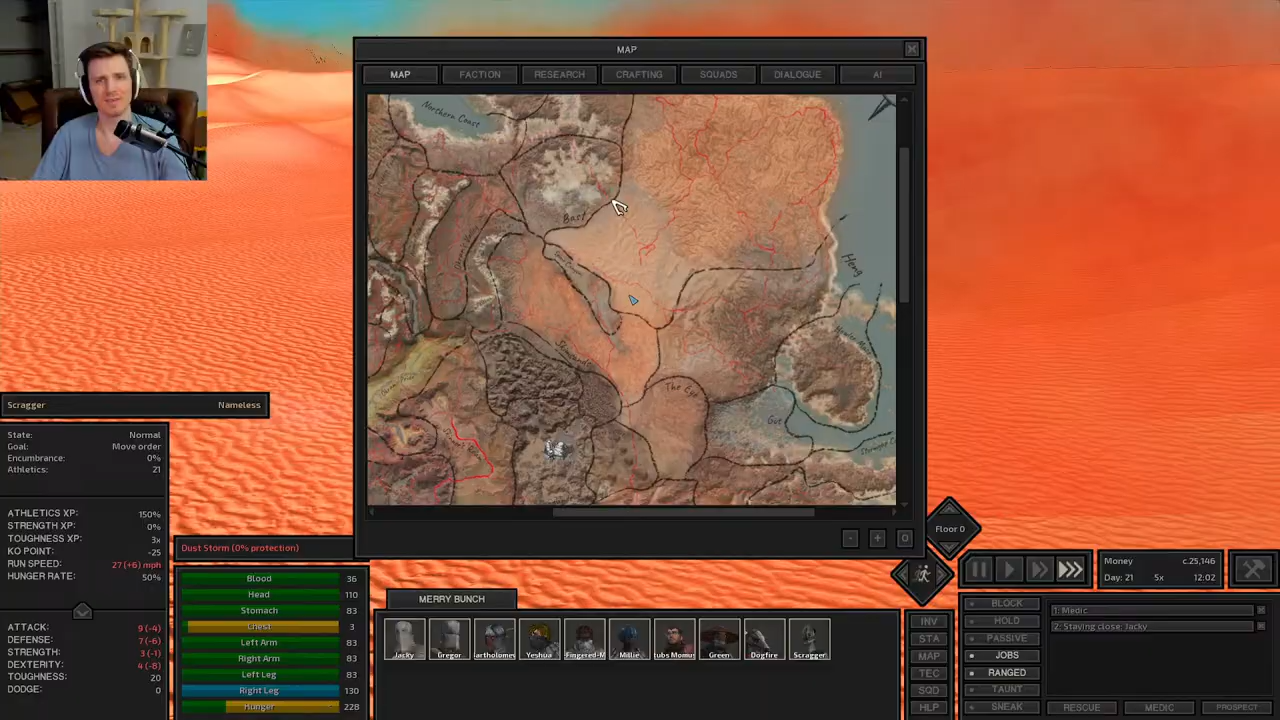 MAP
MAP FACTION RESEARCH CRAFTING SQUADS DIALOGUE AI
Northern Coast
Bast
Heng
The Eye
Gut
Scragger Nameless
State: Normal
Goal: Move order
Encumbrance: 0%
Athletics: 21
ATHLETICS XP: 150%
STRENGTH XP: 0%
TOUGHNESS XP: 3x
KO POINT: -25
RUN SPEED: 27 (+6) mph
HUNGER RATE: 50%
ATTACK: 9 (-4)
DEFENSE: 7 (-6)
STRENGTH: 3 (-1)
DEXTERITY: 4 (-8)
TOUGHNESS: 20
DODGE: 0
Dust Storm (0% protection)
Blood 36
Head 110
Stomach 83
Chest 3
Left Arm 83
Right Arm 83
Left Leg 83
Right Leg 130
Hunger 228
MERRY BUNCH
Jacky Gregor artholomew Yeshua -Fingered-M Millie tubs Momus Green Dogfire Scragger
- + O
Floor 0
INV
STA
MAP
TEC
SQD
HLP
Money c.25,146
Day: 21 5x 12:02
BLOCK
HOLD
PASSIVE
JOBS
RANGED
TAUNT
SNEAK
1: Medic
2: Staying close: Jacky
RESCUE MEDIC PROSPECT